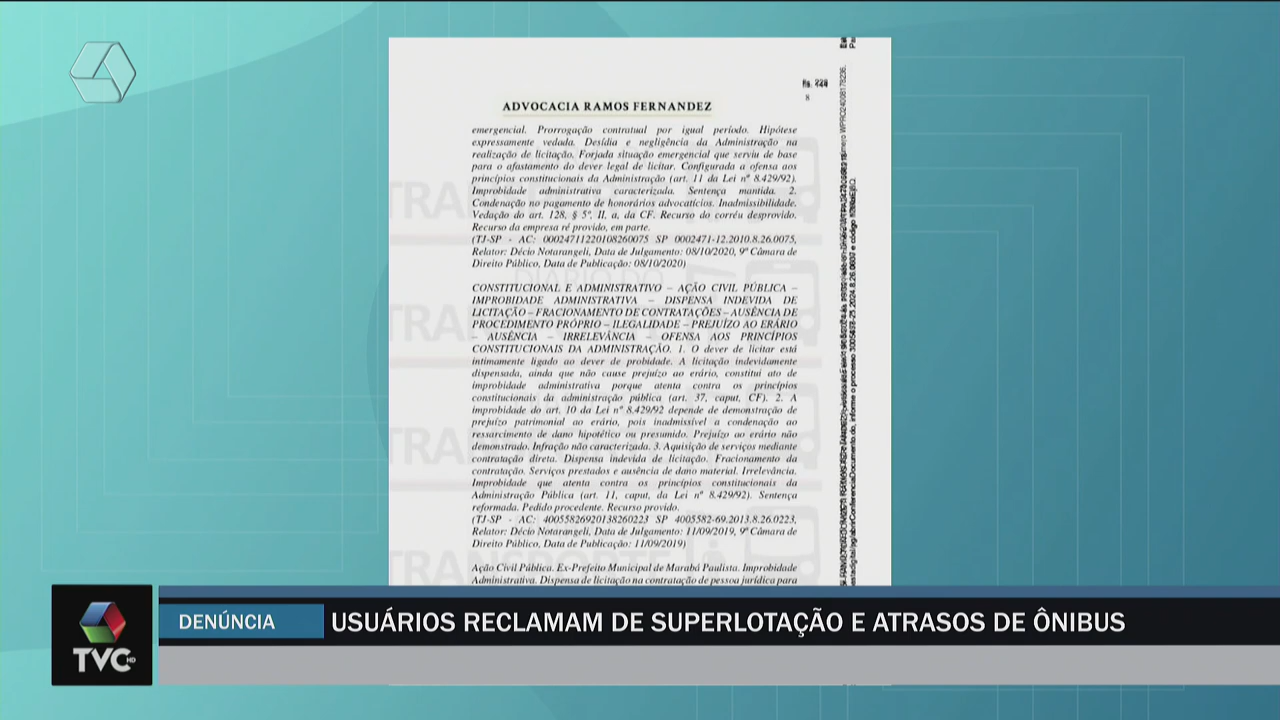 ADVOCACIA RAMOS FERNANDEZ
emergencial. Prorrogação contratual por igual período. Hipótese
expressamente vedada. Desídia e negligência da Administração na
realização de licitação. Forjada situação emergencial que serviu de base
para o afastamento do dever legal de licitar. Configurada a ofensa aos
princípios constitucionais da Administração (art. 11 da Lei nº 8.429/92).
Improbidade administrativa caracterizada. Sentença mantida. 2.
Condenação no pagamento de honorários advocatícios. Inadmissibilidade.
Vedação do art. 128, § 5º, II, a, da CF. Recurso do corréu desprovido.
Recurso da empresa ré provido, em parte.
(TJ-SP - AC: 00024711220108260075 SP 0002471-12.2010.8.26.0075,
Relator: Décio Notarangeli, Data de Julgamento: 08/10/2020, 9ª Câmara de
Direito Público, Data de Publicação: 08/10/2020)
CONSTITUCIONAL E ADMINISTRATIVO – AÇÃO CIVIL PÚBLICA –
IMPROBIDADE ADMINISTRATIVA – DISPENSA INDEVIDA DE
LICITAÇÃO – FRACIONAMENTO DE CONTRATAÇÕES – AUSÊNCIA DE
PROCEDIMENTO PRÓPRIO – ILEGALIDADE – PREJUÍZO AO ERÁRIO
– AUSÊNCIA – IRRELEVÂNCIA – OFENSA AOS PRINCÍPIOS
CONSTITUCIONAIS DA ADMINISTRAÇÃO. 1. O dever de licitar está
intimamente ligado ao dever de probidade. A licitação indevidamente
dispensada, ainda que não cause prejuízo ao erário, constitui ato de
improbidade administrativa porque atenta contra os princípios
constitucionais da administração pública (art. 37, caput, CF). 2. A
improbidade do art. 10 da Lei nº 8.429/92 depende de demonstração de
prejuízo patrimonial ao erário, pois inadmissível a condenação ao
ressarcimento de dano hipotético ou presumido. Prejuízo ao erário não
demonstrado. Infração não caracterizada. 3. Aquisição de serviços mediante
contratação direta. Dispensa indevida de licitação. Fracionamento da
contratação. Serviços prestados e ausência de dano material. Irrelevância.
Improbidade que atenta contra os princípios constitucionais da
Administração Pública (art. 11, caput, da Lei nº 8.429/92). Sentença
reformada. Pedido procedente. Recurso provido.
(TJ-SP - AC: 40055826920138260223 SP 4005582-69.2013.8.26.0223,
Relator: Décio Notarangeli, Data de Julgamento: 11/09/2019, 9ª Câmara de
Direito Público, Data de Publicação: 11/09/2019)
Ação Civil Pública. Ex-Prefeito Municipal de Marabá Paulista. Improbidade
Administrativa. Dispensa de licitação na contratação de pessoa jurídica para
DENÚNCIA
USUÁRIOS RECLAMAM DE SUPERLOTAÇÃO E ATRASOS DE ÔNIBUS
TVC HD